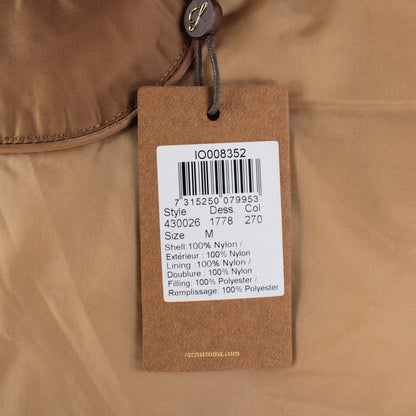 IO008352
7 315250 079953
Style Dess. Col
430026 1778 270
Size M
Shell:100% Nylon /
Extérieur : 100% Nylon
Lining : 100% Nylon /
Doublure : 100% Nylon
Filling: 100% Polyester /
Remplissage: 100% Polyester